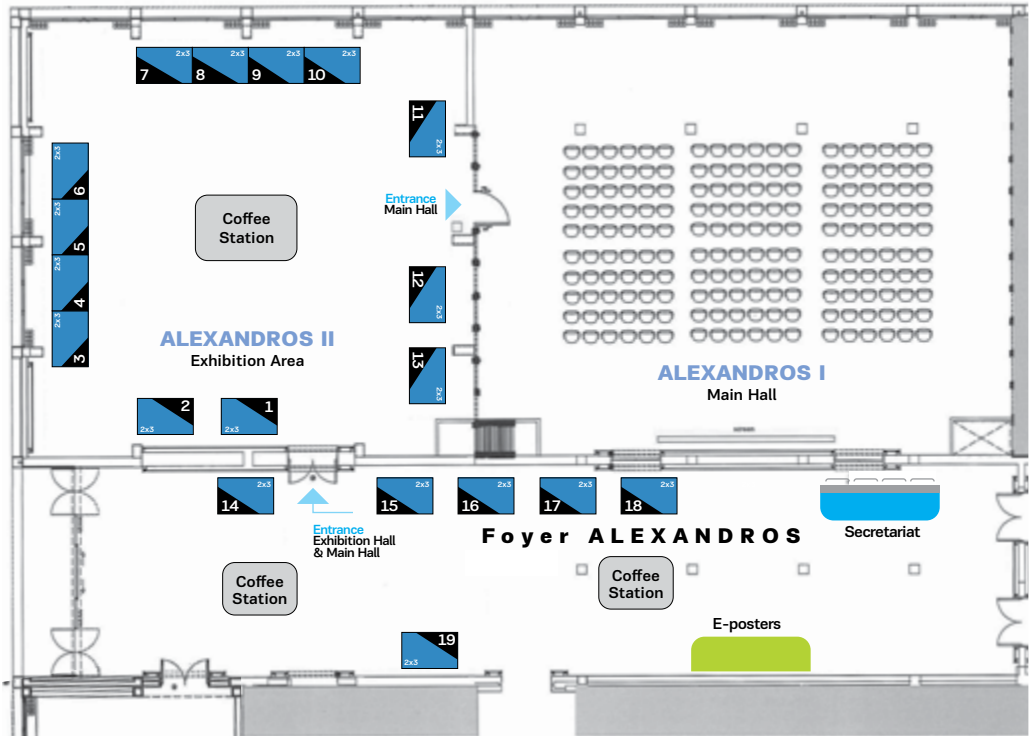 2x3
7
2x3
8
2x3
9
2x3
10
11
2x3
2x3
6
2x3
5
2x3
4
2x3
3
Coffee
Station
Entrance
Main Hall
12
2x3
13
2x3
ALEXANDROS II
Exhibition Area
ALEXANDROS I
Main Hall
2
2x3
1
2x3
screen
2x3
14
2x3
15
2x3
16
2x3
17
2x3
18
Entrance
Exhibition Hall
& Main Hall
Foyer ALEXANDROS
Secretariat
Coffee
Station
Coffee
Station
E-posters
19
2x3